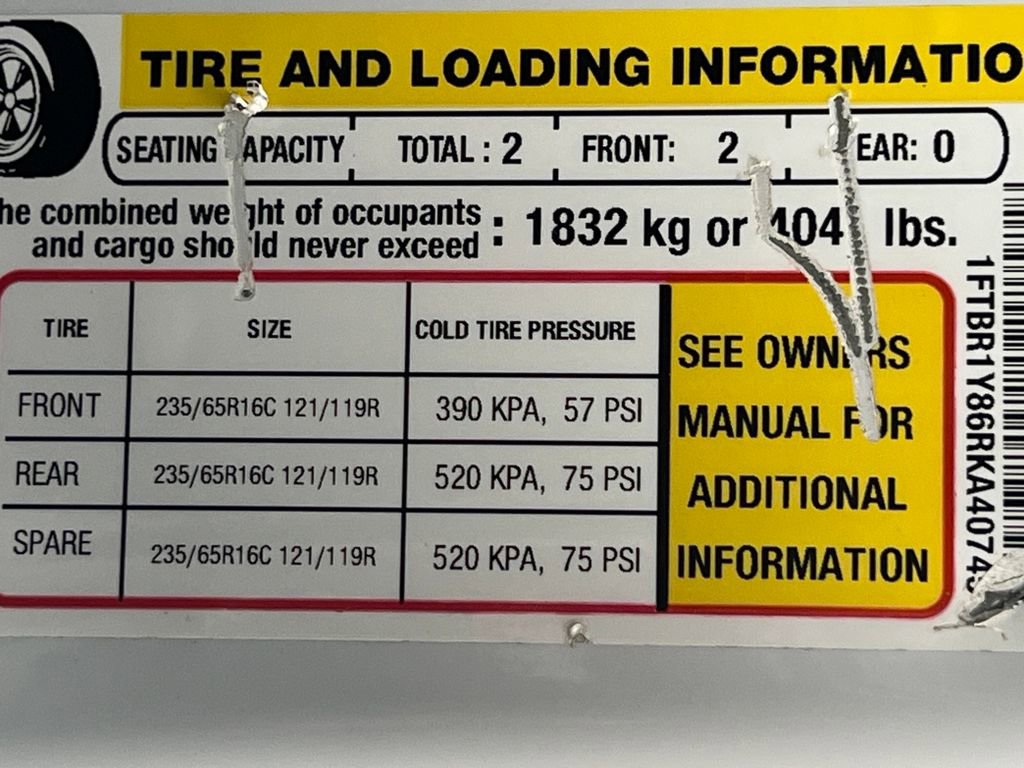 TIRE AND LOADING INFORMATIO
SEATING APACITY TOTAL : 2 FRONT: 2 EAR: 0
he combined we ght of occupants
and cargo sho ld never exceed : 1832 kg or 404 lbs.
TIRE SIZE COLD TIRE PRESSURE
FRONT 235/65R16C 121/119R 390 KPA, 57 PSI
REAR 235/65R16C 121/119R 520 KPA, 75 PSI
SPARE 235/65R16C 121/119R 520 KPA, 75 PSI
SEE OWNERS
MANUAL FOR
ADDITIONAL
INFORMATION
1FTBR1Y86RKA4074